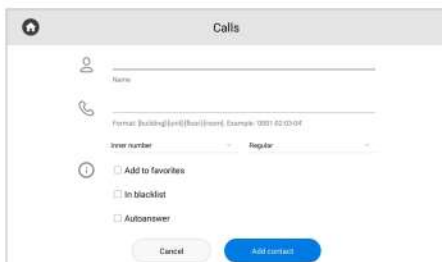 Calls
Name
Format: [building][unit][floor][room]. Example: 0001-02-03-04
Inner number Regular
Add to favorites
In blacklist
Autoanswer
Cancel Add contact